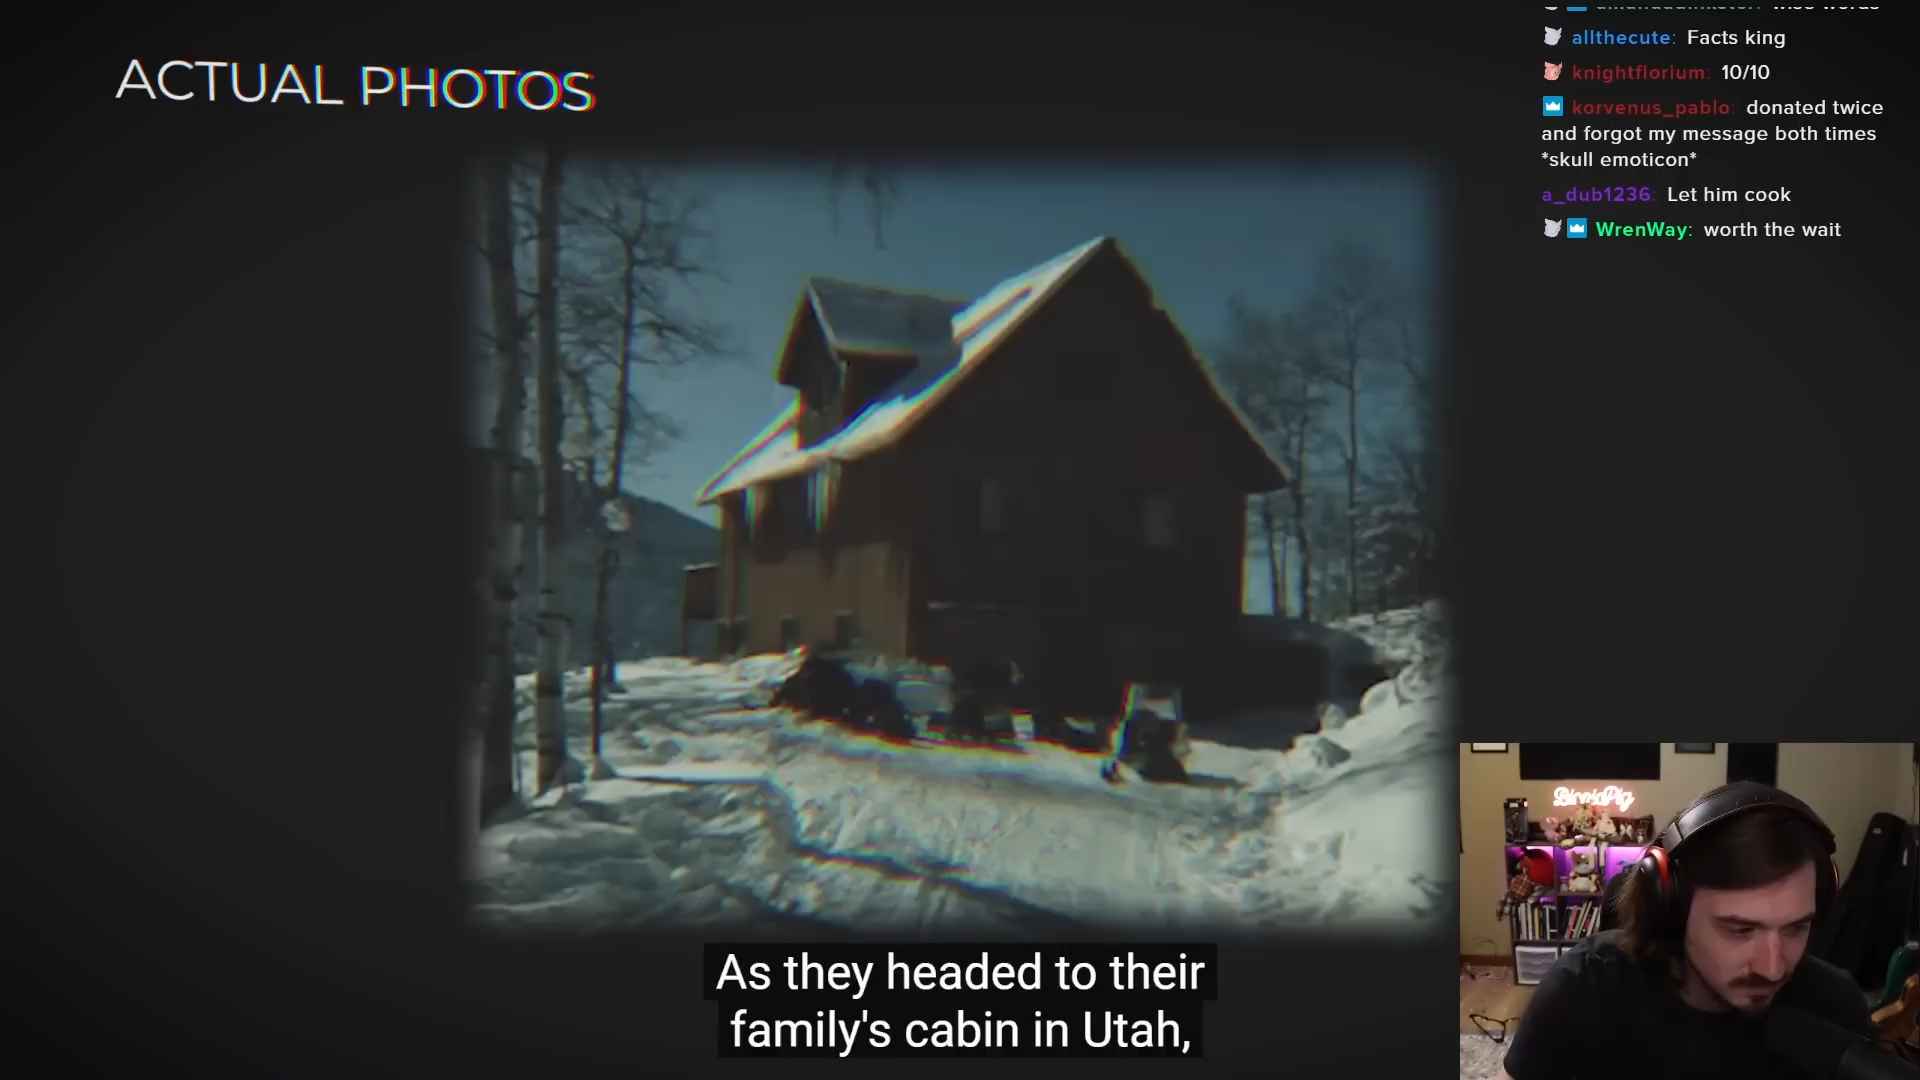 ACTUAL PHOTOS
allthecute: Facts king
knightflorium: 10/10
korvenus_pablo: donated twice
and forgot my message both times
*skull emoticon*
a_dub1236: Let him cook
WrenWay: worth the wait
As they headed to their
family's cabin in Utah,